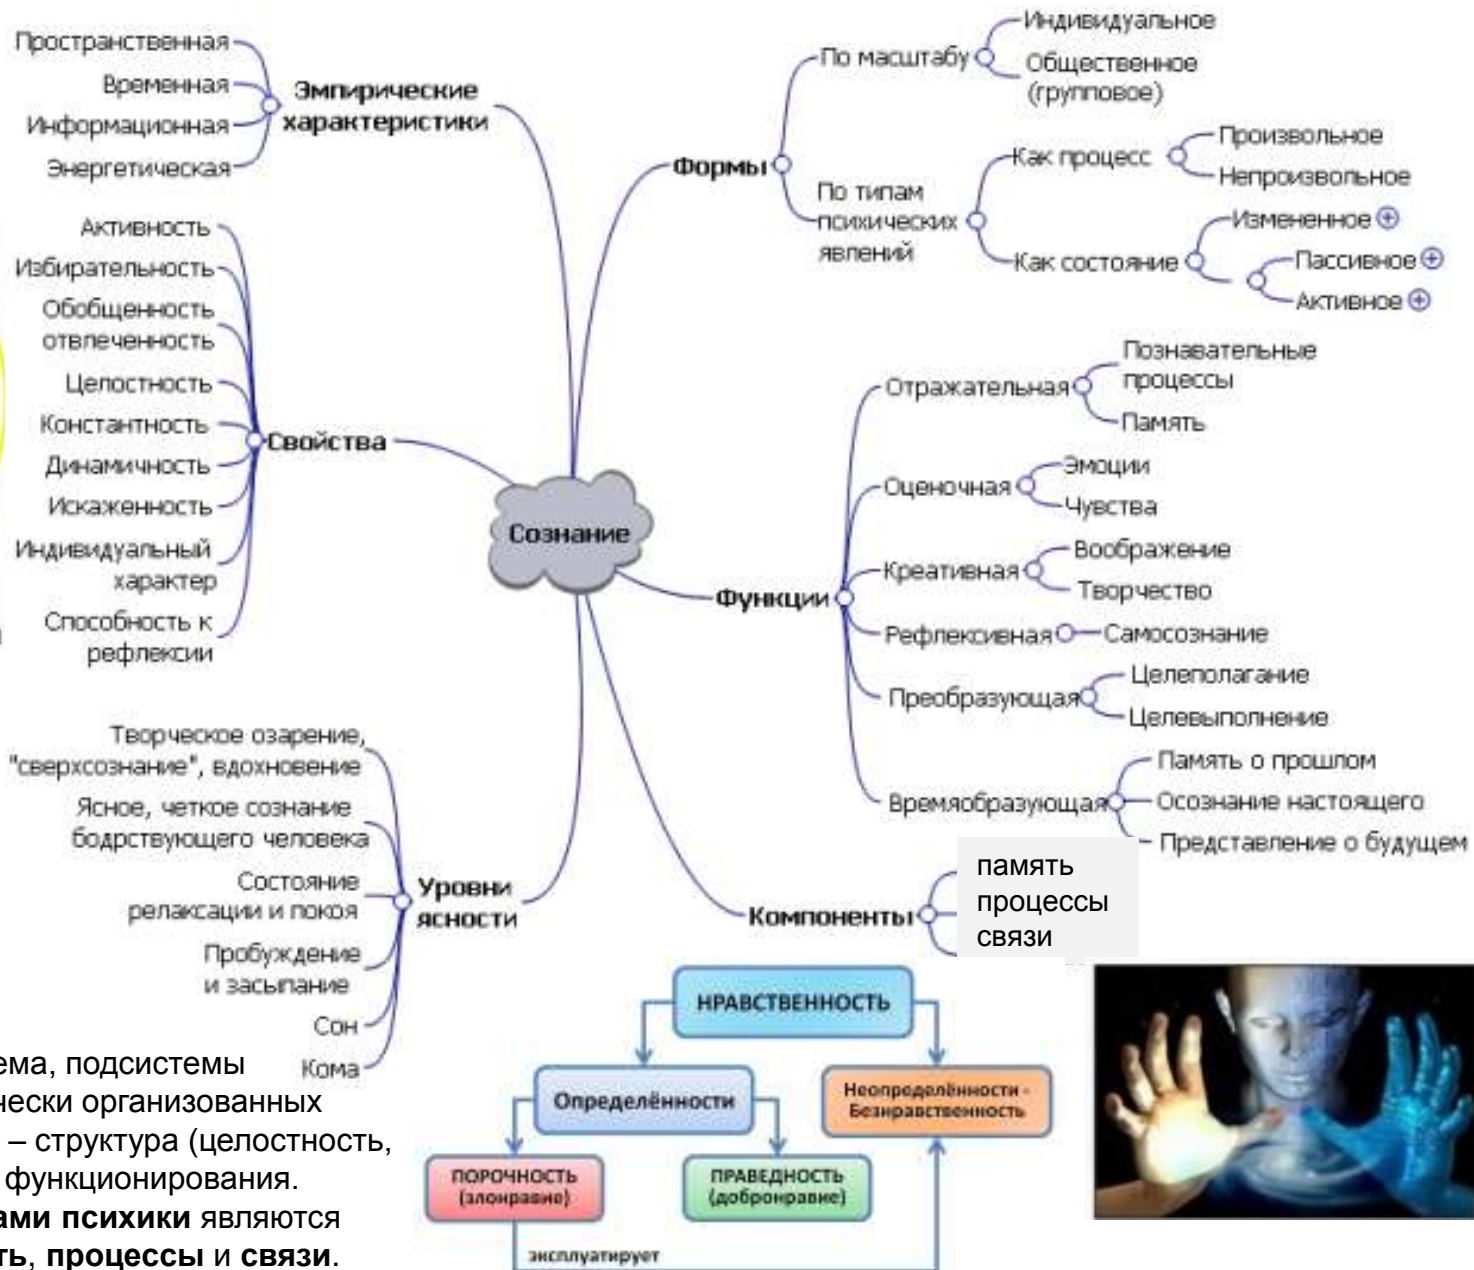 Пространственная
Временная
Информационная
Энергетическая
Эмпирические
характеристики
Активность
Избирательность
Обобщенность
отвлеченность
Целостность
Константность
Динамичность
Искаженность
Индивидуальный
характер
Способность к
рефлексии
Свойства
Сознание
Творческое озарение,
"сверхсознание", вдохновение
Ясное, четкое сознание
бодрствующего человека
Состояние
релаксации и покоя
Пробуждение
и засыпание
Сон
Кома
Уровни
ясности
Формы
По масштабу
Индивидуальное
Общественное
(групповое)
По типам
психических
явлений
Как процесс
Произвольное
Непроизвольное
Как состояние
Измененное
Пассивное
Активное
Функции
Отражательная
Познавательные
процессы
Память
Оценочная
Эмоции
Чувства
Креативная
Воображение
Творчество
Рефлексивная
Самосознание
Преобразующая
Целеполагание
Целевыполнение
Времяобразующая
Память о прошлом
Осознание настоящего
Представление о будущем
Компоненты
память
процессы
связи
подсистемы
организованных
– структура (целостность,
функционирования.
психики являются
процессы и связи.
НРАВСТВЕННОСТЬ
Определённости
Неопределённости -
Безнравственность
ПОРОЧНОСТЬ
(злонравие)
ПРАВЕДНОСТЬ
(добронравие)
эксплуатирует